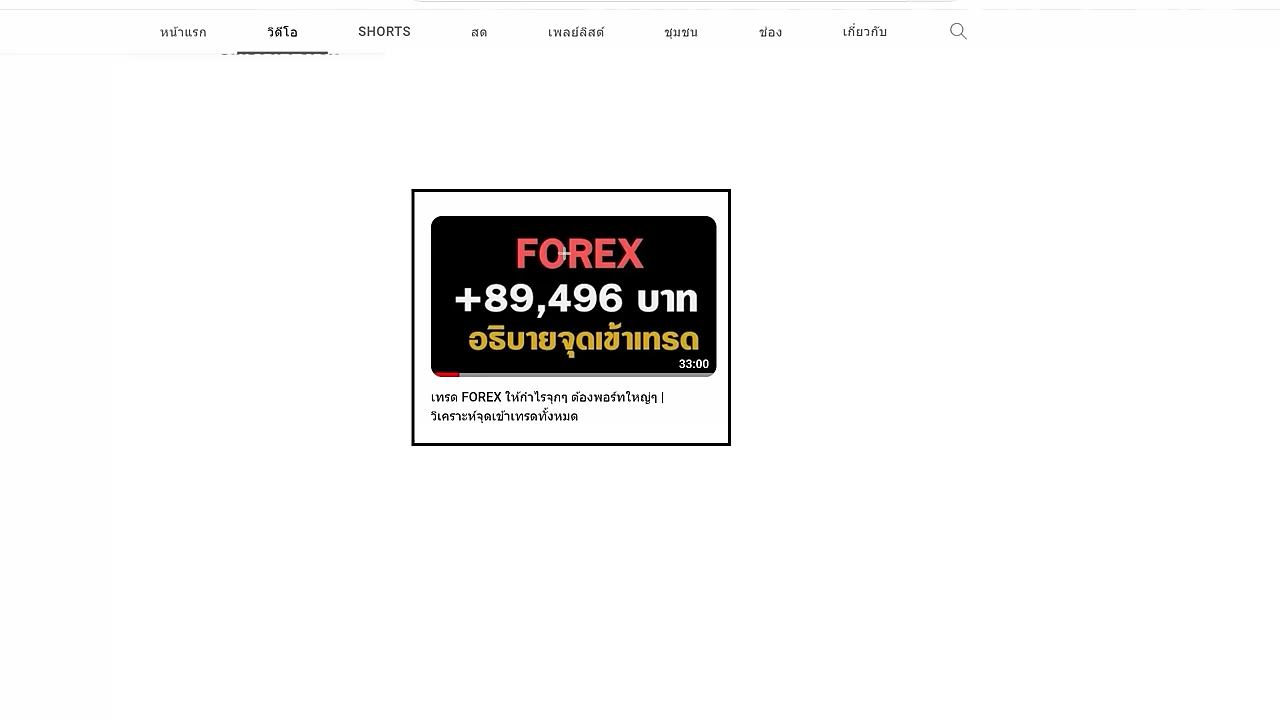 หน้าแรก วิดีโอ SHORTS สด เพลย์ลิสต์ ชุมชน ช่อง เกี่ยวกับ
FOREX
+89,496 บาท
อธิบายจุดเข้าเทรด
33:00
เทรด FOREX ให้กำไรจุกๆ ต้องพอร์ทใหญ่ๆ |
วิเคราะห์จุดเข้าเทรดทั้งหมด